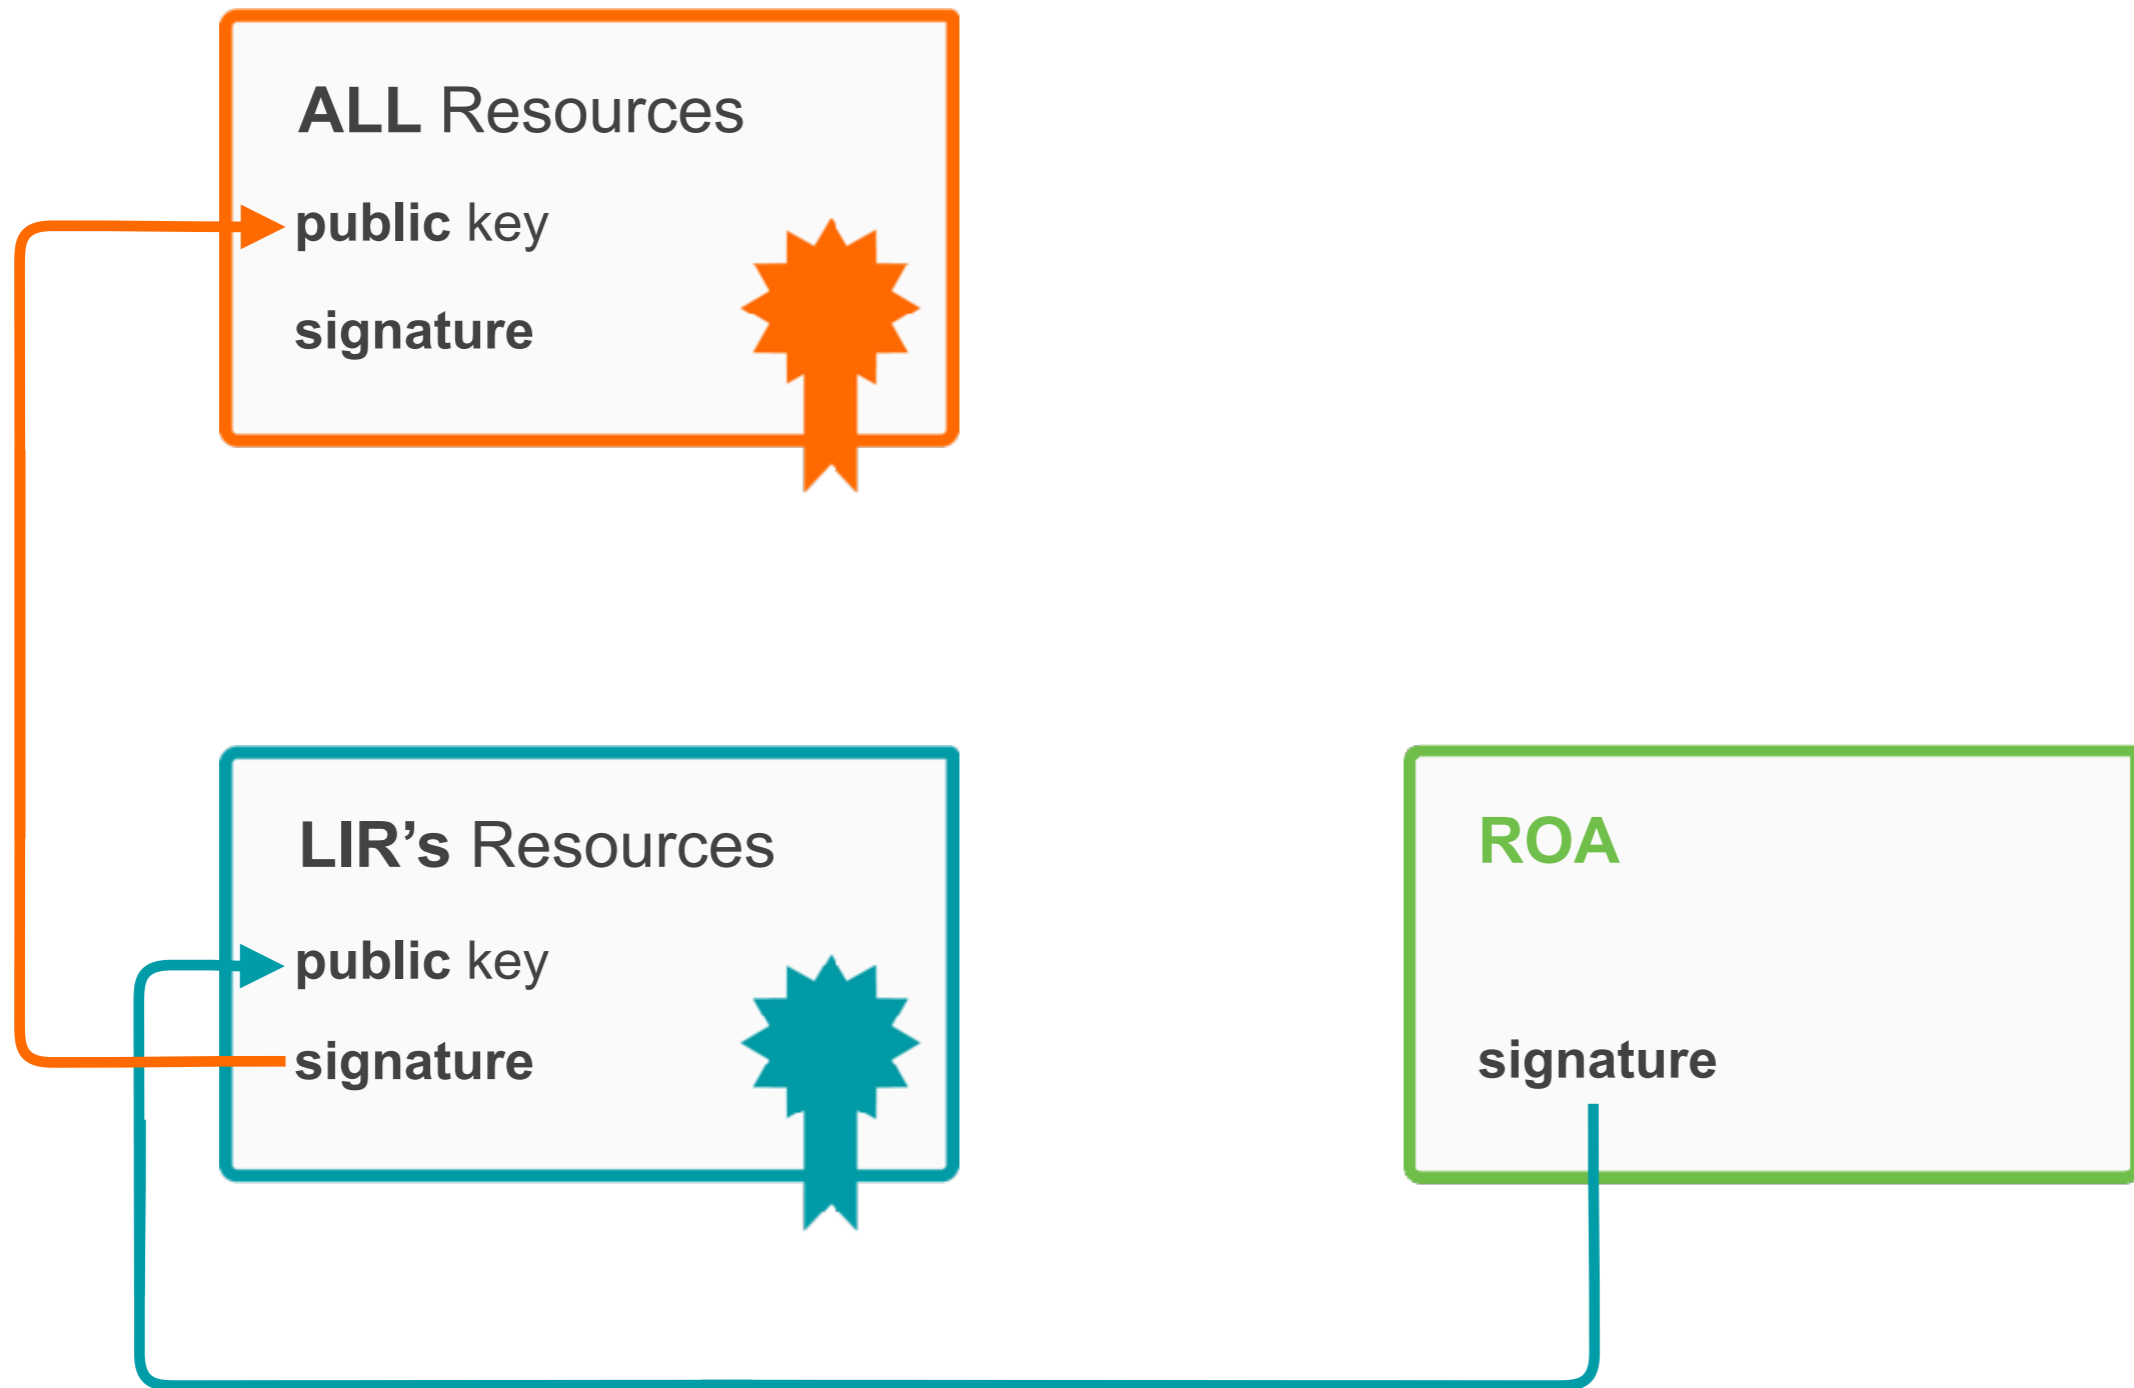 ALL Resources
public key
signature
LIR’s Resources
public key
signature
ROA
signature